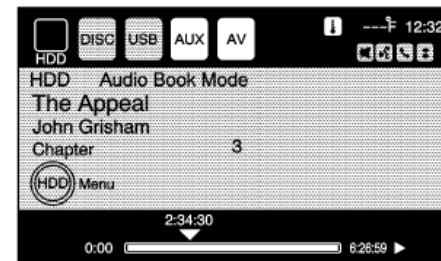 DISC USB AUX AV ---°F 12:32
HDD
HDD Audio Book Mode
The Appeal
John Grisham
Chapter 3
HDD Menu
2:34:30
0:00 6:26:59